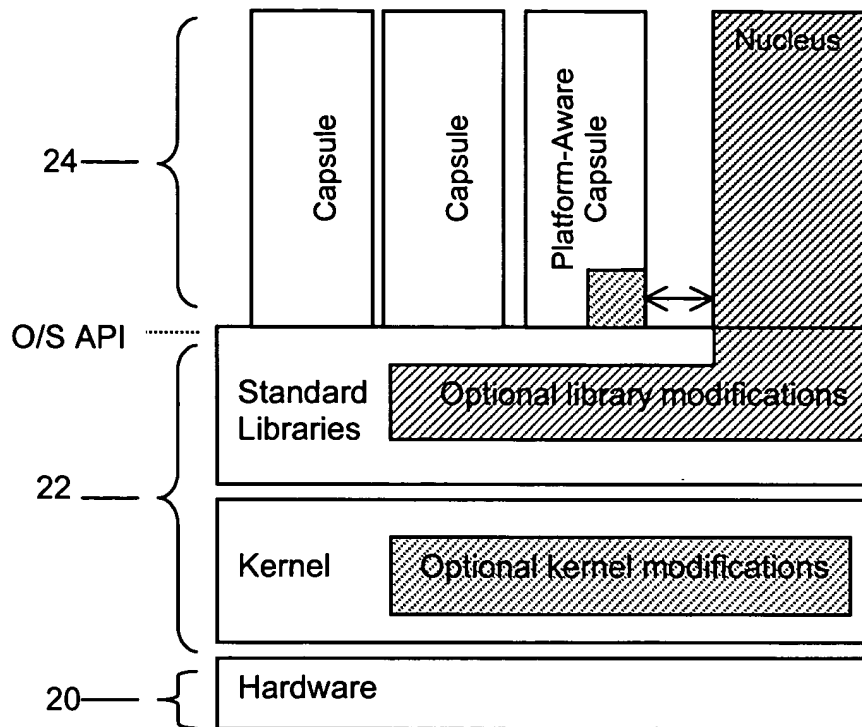 Nucleus
Capsule
Capsule
Platform-Aware
Capsule
24
O/S API
Standard
Libraries
Optional library modifications
22
Kernel
Optional kernel modifications
20
Hardware